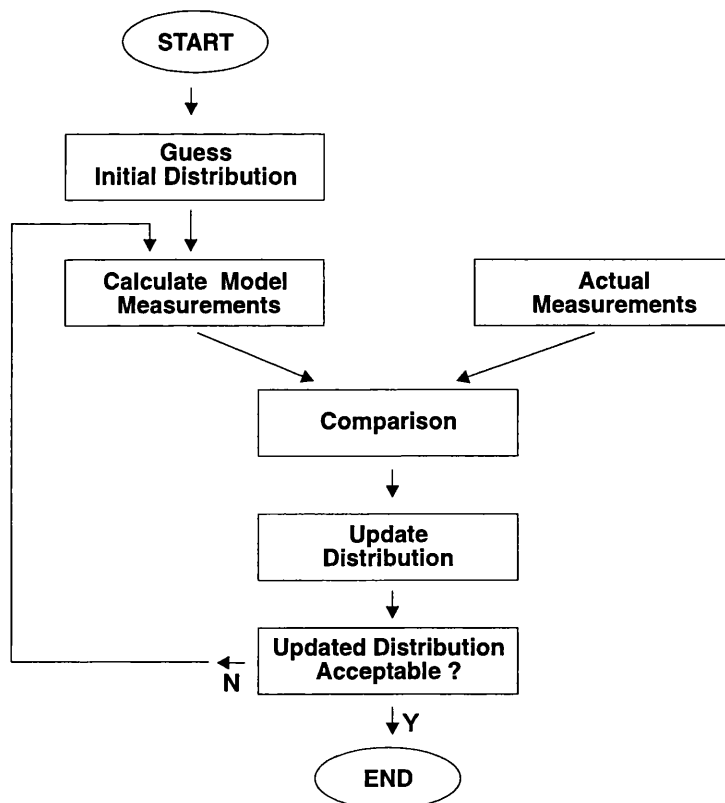 START
Guess
Initial Distribution
Calculate Model
Measurements
Actual
Measurements
Comparison
Update
Distribution
Updated Distribution
Acceptable ?
N
Y
END